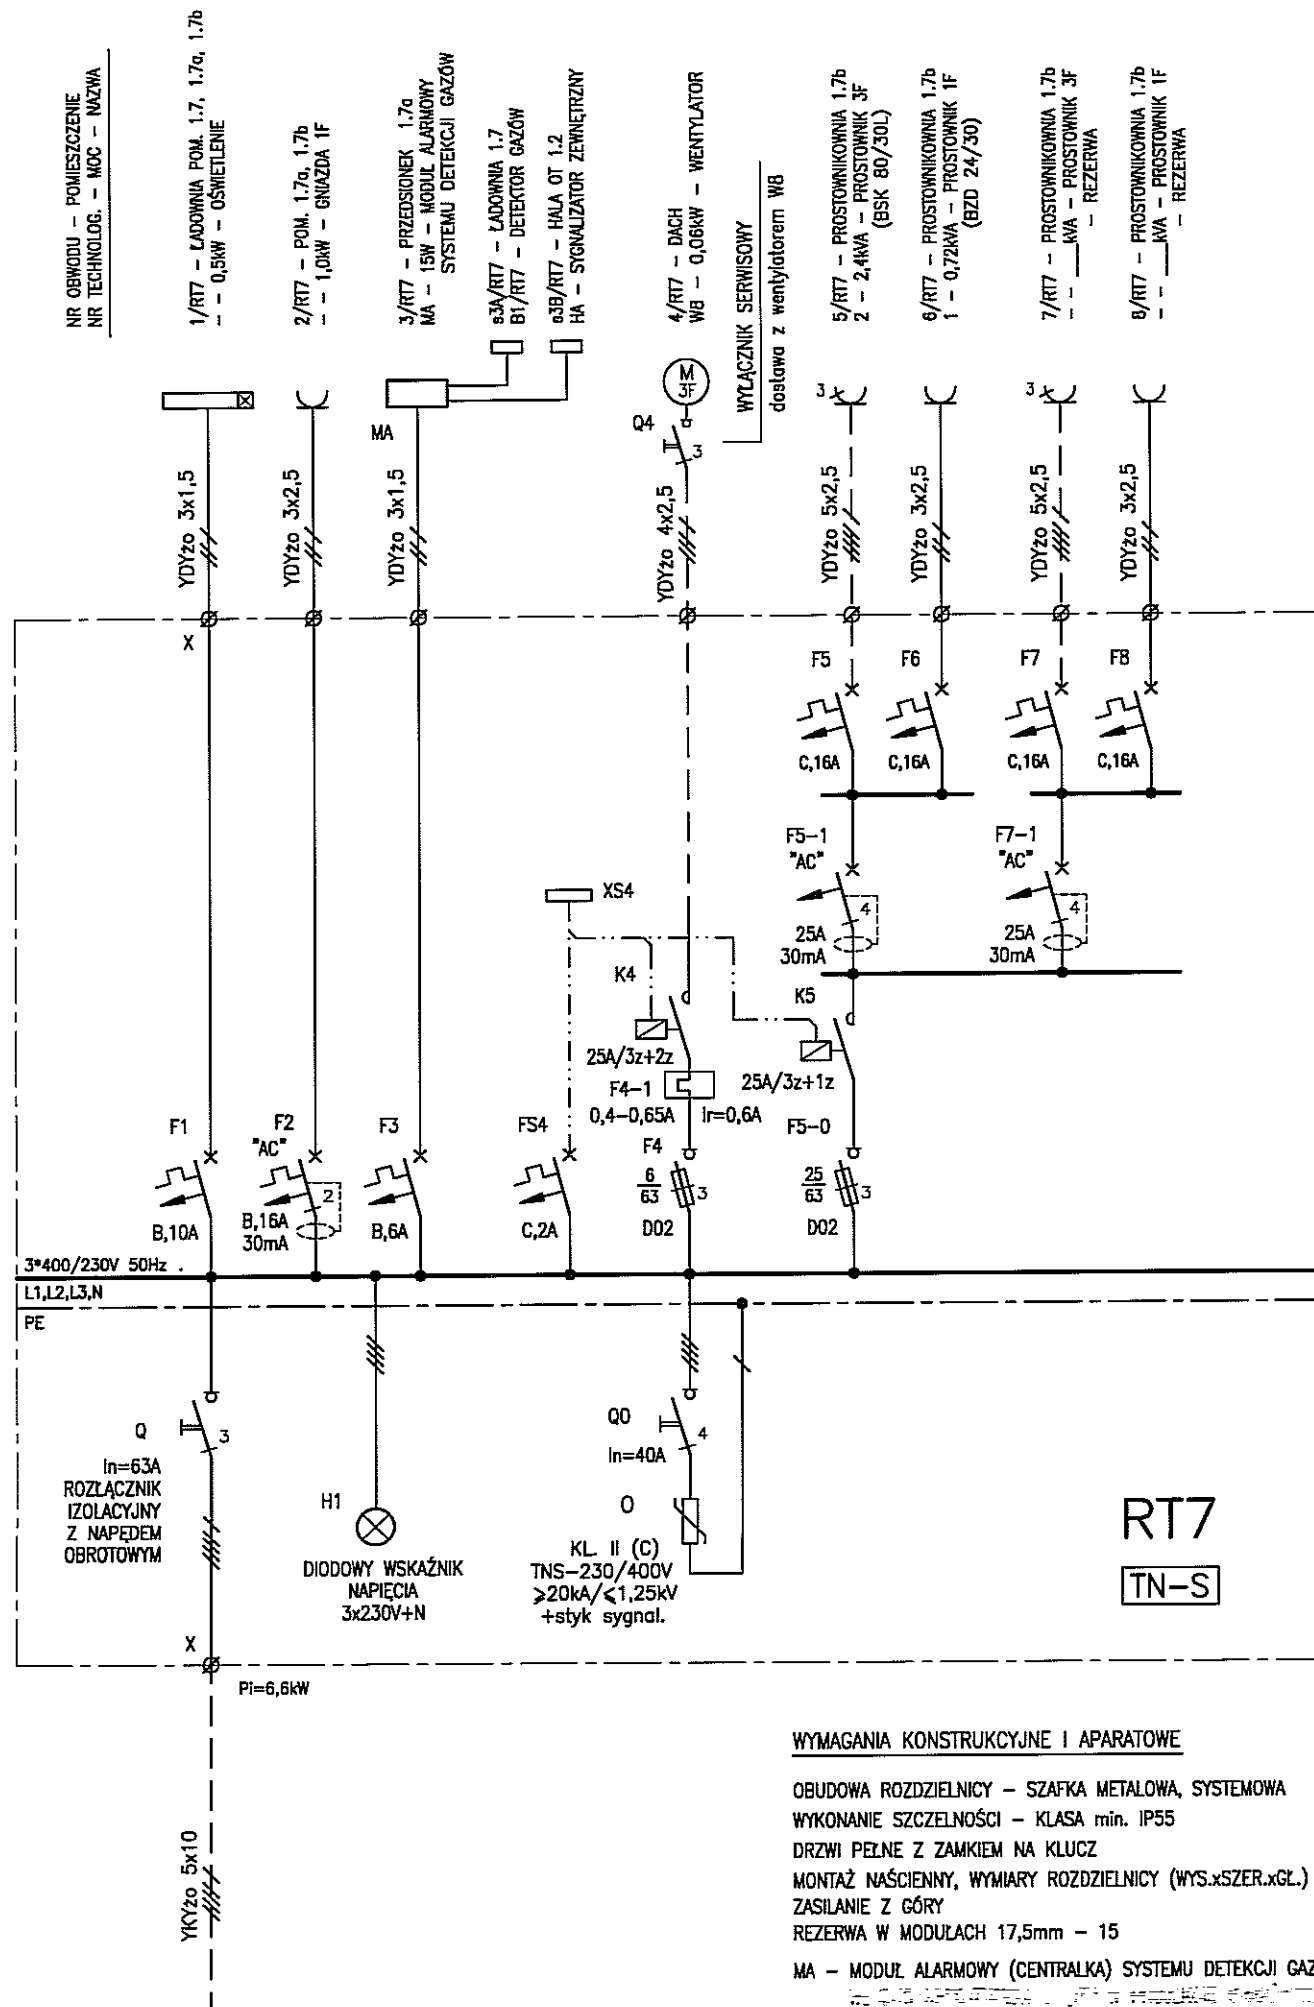 NR OBWODU – POMIESZCZENIE
NR TECHNOLOG. – MOC – NAZWA
1/RT7 – ŁADOWNIA POM. 1.7, 1.7a, 1.7b
-- – 0,5kW – OŚWIETLENIE
2/RT7 – POM. 1.7a, 1.7b
-- – 1,0kW – GNIAZDA 1F
3/RT7 – PRZEDSIONEK 1.7a
MA – 15W – MODUŁ ALARMOWY
SYSTEMU DETEKCJI GAZÓW
s3A/RT7 – ŁADOWNIA 1.7
B1/RT7 – DETEKTOR GAZÓW
s3B/RT7 – HALA OT 1.2
HA – SYGNALIZATOR ZEWNĘTRZNY
4/RT7 – DACH
W8 – 0,06kW – WENTYLATOR
WYŁĄCZNIK SERWISOWY
dostawa z wentylatorem W8
5/RT7 – PROSTOWNIKOWNIA 1.7b
2 – 2,4kVA – PROSTOWNIK 3F
(BSK 80/30L)
6/RT7 – PROSTOWNIKOWNIA 1.7b
1 – 0,72kVA – PROSTOWNIK 1F
(BZD 24/30)
7/RT7 – PROSTOWNIKOWNIA 1.7b
-- – ___kVA – PROSTOWNIK 3F
– REZERWA
8/RT7 – PROSTOWNIKOWNIA 1.7b
-- – ___kVA – PROSTOWNIK 1F
– REZERWA
MA
Q4
M
3F
3
3
3
YDYżo 3x1,5
YDYżo 3x2,5
YDYżo 3x1,5
YDYżo 4x2,5
YDYżo 5x2,5
YDYżo 3x2,5
YDYżo 5x2,5
YDYżo 3x2,5
X
F5
F6
F7
F8
C,16A
C,16A
C,16A
C,16A
F5-1
"AC"
4
25A
30mA
F7-1
"AC"
4
25A
30mA
XS4
K4
K5
25A/3z+2z
F4-1
0,4-0,65A
Ir=0,6A
25A/3z+1z
F5-0
F1
B,10A
F2
"AC"
2
B,16A
30mA
F3
B,6A
FS4
C,2A
F4
6
63
3
D02
25
63
3
D02
3*400/230V 50Hz .
L1,L2,L3,N
PE
Q
3
In=63A
ROZŁĄCZNIK
IZOLACYJNY
Z NAPĘDEM
OBROTOWYM
H1
DIODOWY WSKAŹNIK
NAPIĘCIA
3x230V+N
Q0
4
In=40A
O
KL. II (C)
TNS-230/400V
≥20kA/≤1,25kV
+styk sygnal.
RT7
TN-S
X
Pi=6,6kW
YKYżo 5x10
WYMAGANIA KONSTRUKCYJNE I APARATOWE
OBUDOWA ROZDZIELNICY – SZAFKA METALOWA, SYSTEMOWA
WYKONANIE SZCZELNOŚCI – KLASA min. IP55
DRZWI PEŁNE Z ZAMKIEM NA KLUCZ
MONTAŻ NAŚCIENNY, WYMIARY ROZDZIELNICY (WYS.xSZER.xGŁ.)
ZASILANIE Z GÓRY
REZERWA W MODUŁACH 17,5mm – 15
MA – MODUŁ ALARMOWY (CENTRALKA) SYSTEMU DETEKCJI GAZ